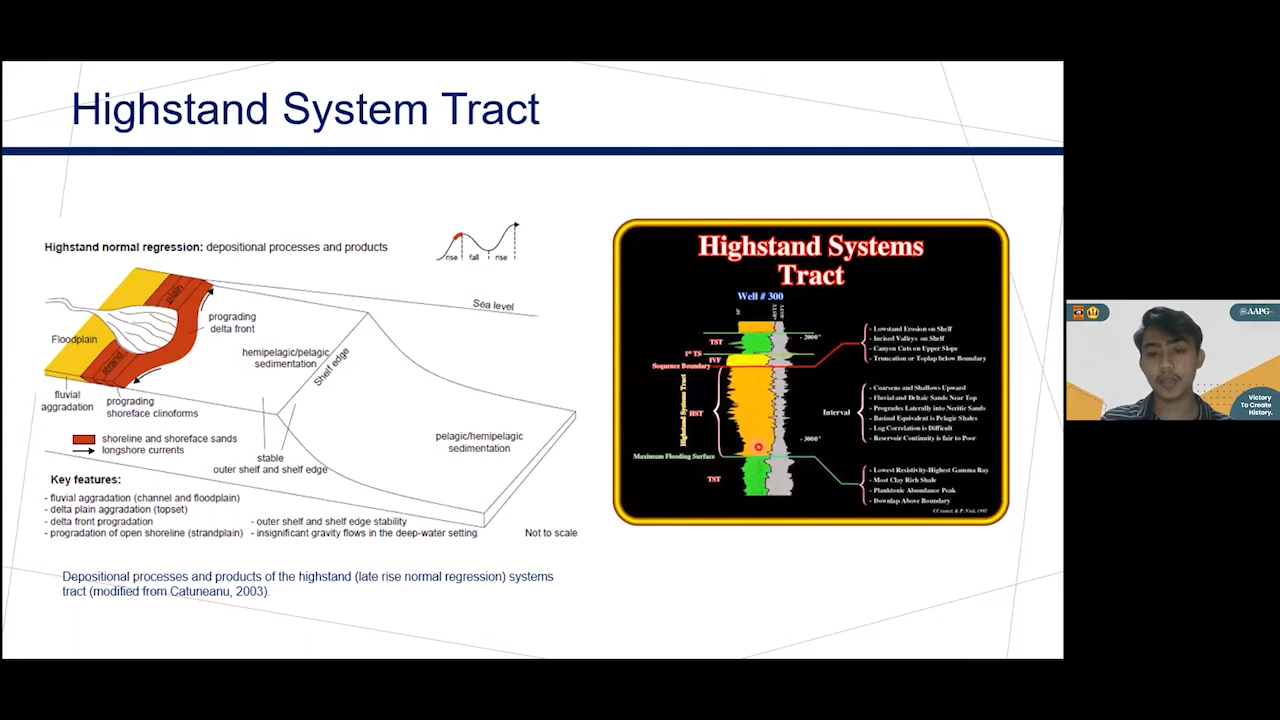 Highstand System Tract
Highstand normal regression: depositional processes and products
rise
fall
rise
Sea level
plain
prograding
delta front
Floodplain
hemipelagic/pelagic
sedimentation
Shelf edge
strand
fluvial
aggradation
prograding
shoreface clinoforms
shoreline and shoreface sands
longshore currents
stable
outer shelf and shelf edge
pelagic/hemipelagic
sedimentation
Key features:
- fluvial aggradation (channel and floodplain)
- delta plain aggradation (topset)
- delta front progradation
- progradation of open shoreline (strandplain)
- outer shelf and shelf edge stability
- insignificant gravity flows in the deep-water setting
Not to scale
Depositional processes and products of the highstand (late rise normal regression) systems
tract (modified from Catuneanu, 2003).
Highstand Systems
Tract
Well # 300
SP
TST
- 2000'
1st TS
IVF
Sequence Boundary
Highstand Systems Tract
HST
- 3000'
Maximum Flooding Surface
TST
- Lowstand Erosion on Shelf
- Incised Valleys on Shelf
- Canyon Cuts on Upper Slope
- Truncation or Toplap below Boundary
Interval
- Coarsens and Shallows Upward
- Fluvial and Deltaic Sands Near Top
- Progrades Laterally into Neritic Sands
- Basinal Equivalent is Pelagic Shales
- Log Correlation is Difficult
- Reservoir Continuity is fair to Poor
- Lowest Resistivity-Highest Gamma Ray
- Most Clay Rich Shale
- Planktonic Abundance Peak
- Downlap Above Boundary
AAPG
Victory
To Create
History.